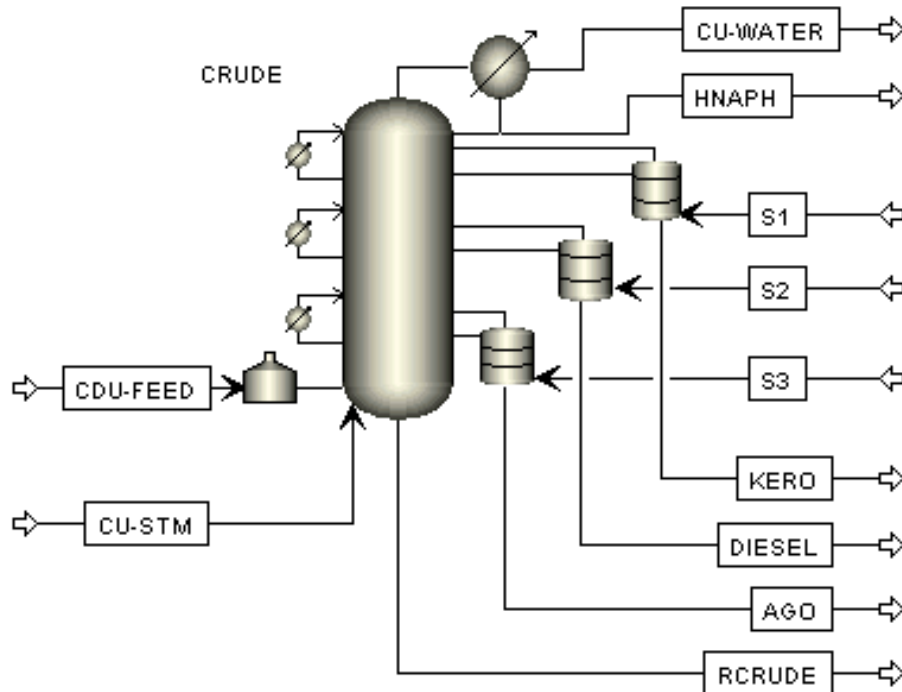 CU-WATER
CRUDE
HNAPH
S1
S2
S3
CDU-FEED
KERO
CU-STM
DIESEL
AGO
RCRUDE